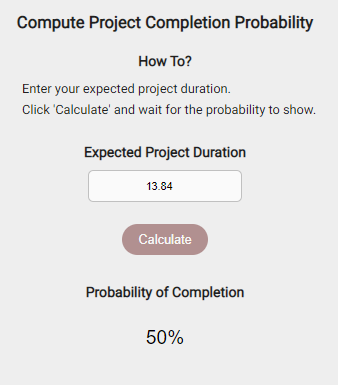 Compute Project Completion Probability
How To?
Enter your expected project duration.
Click 'Calculate' and wait for the probability to show.
Expected Project Duration
13.84
Calculate
Probability of Completion
50%